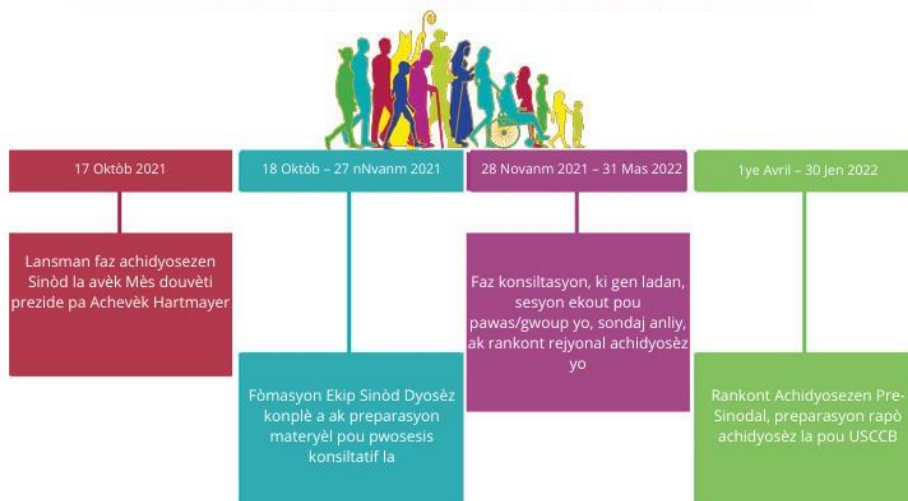 17 Oktòb 2021
18 Oktòb – 27 nNvanm 2021
28 Novanm 2021 – 31 Mas 2022
1ye Avril – 30 Jen 2022
Lansman faz achidyosezen
Sinòd la avèk Mès douvèti
prezide pa Achevèk Hartmayer
Fòmasyon Ekip Sinòd Dyosèz
konplè a ak preparasyon
materyèl pou pwosesis
konsiltatif la
Faz konsiltasyon, ki gen ladan,
sesyon ekout pou
pawas/gwoup yo, sondaj anliy,
ak rankont rejyonal achidyosèz
yo
Rankont Achidyosezen Pre-
Sinodal, preparasyon rapò
achidyosèz la pou USCCB